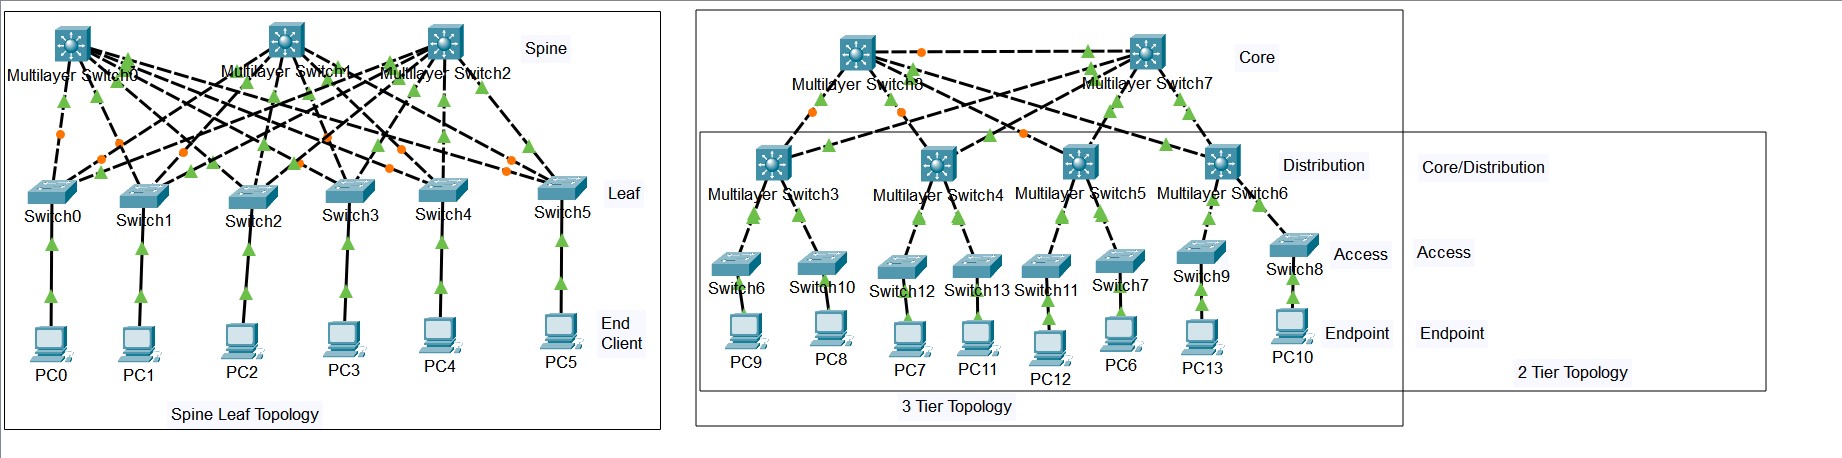 Spine
Multilayer Switch0
Multilayer Switch1
Multilayer Switch2
Leaf
Switch0
Switch1
Switch2
Switch3
Switch4
Switch5
End
Client
PC0
PC1
PC2
PC3
PC4
PC5
Spine Leaf Topology
Core
Multilayer Switch8
Multilayer Switch7
Distribution
Core/Distribution
Multilayer Switch3
Multilayer Switch4
Multilayer Switch5
Multilayer Switch6
Access
Access
Switch6
Switch10
Switch12
Switch13
Switch11
Switch7
Switch9
Switch8
Endpoint
Endpoint
PC9
PC8
PC7
PC11
PC12
PC6
PC13
PC10
2 Tier Topology
3 Tier Topology